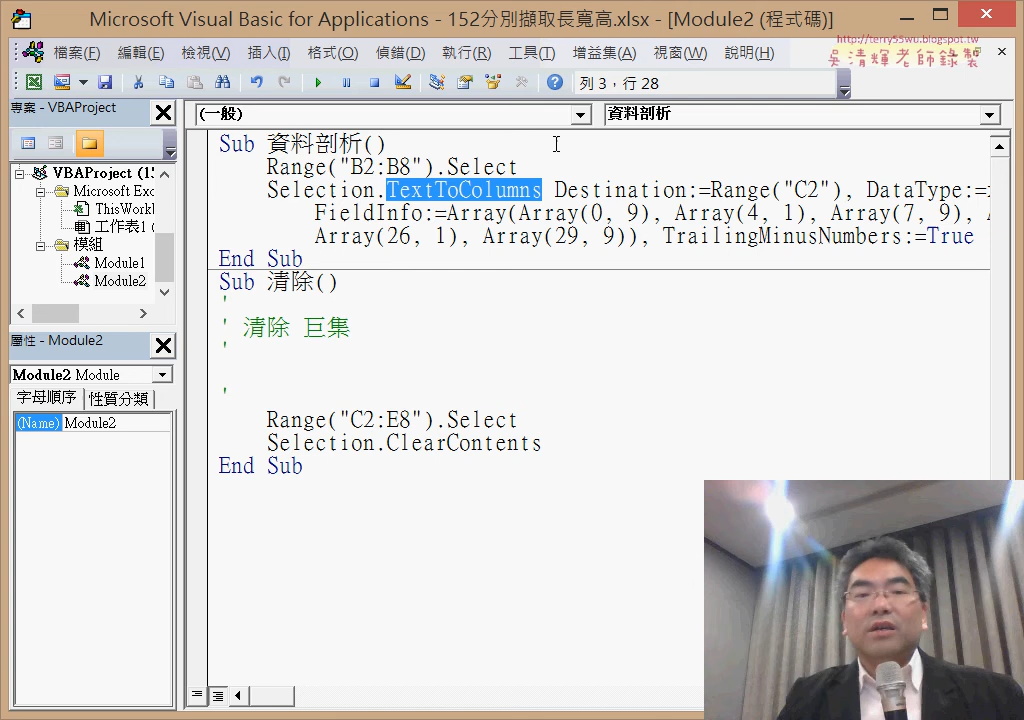 Microsoft Visual Basic for Applications - 152分別擷取長寬高.xlsx - [Module2 (程式碼)]
http://terry55wu.blogspot.tw
吳清輝老師錄製
檔案(F) 編輯(E) 檢視(V) 插入(I) 格式(O) 偵錯(D) 執行(R) 工具(T) 增益集(A) 視窗(W) 說明(H)
列 3，行 28
專案 - VBAProject
(一般)
資料剖析
VBAProject (15
Microsoft Exc
ThisWorkl
工作表1 (
模組
Module1
Module2
屬性 - Module2
Module2 Module
字母順序 性質分類
(Name) Module2
Sub 資料剖析()
Range("B2:B8").Select
Selection.TextToColumns Destination:=Range("C2"), DataType:=
FieldInfo:=Array(Array(0, 9), Array(4, 1), Array(7, 9),
Array(26, 1), Array(29, 9)), TrailingMinusNumbers:=True
End Sub
Sub 清除()
'
' 清除 巨集
'
'
Range("C2:E8").Select
Selection.ClearContents
End Sub